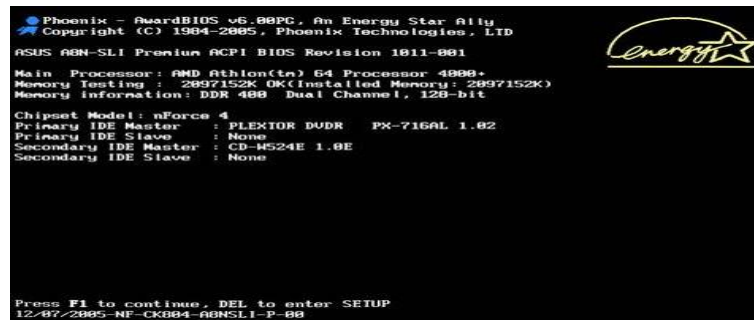 Phoenix - AwardBIOS v6.00PG, An Energy Star Ally
Copyright (C) 1984-2005, Phoenix Technologies, LTD
energy
ASUS A8N-SLI Premium ACPI BIOS Revision 1011-001
Main Processor: AMD Athlon(tm) 64 Processor 4000+
Memory Testing : 2097152K OK(Installed Memory: 2097152K)
Memory information: DDR 400 Dual Channel, 128-bit
Chipset Model: nForce 4
Primary IDE Master : PLEXTOR DVDR PX-716AL 1.02
Primary IDE Slave : None
Secondary IDE Master : CD-W524E 1.0E
Secondary IDE Slave : None
Press F1 to continue, DEL to enter SETUP
12/07/2005-NF-CK804-A8NSLI-P-00